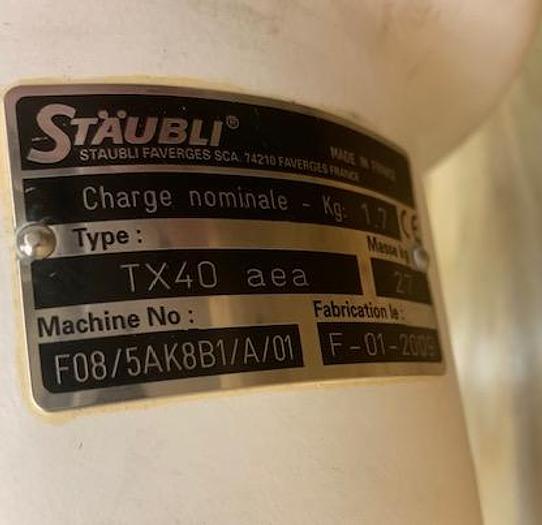 STÄUBLI®
STAUBLI FAVERGES SCA. 74210 FAVERGES FRANCE
MADE IN FRANCE
Charge nominale - Kg: 1.7 CE
Type : Masse kg
TX40 aea 27
Machine No : Fabrication le :
F08/5AK8B1/A/01 F-01-2009